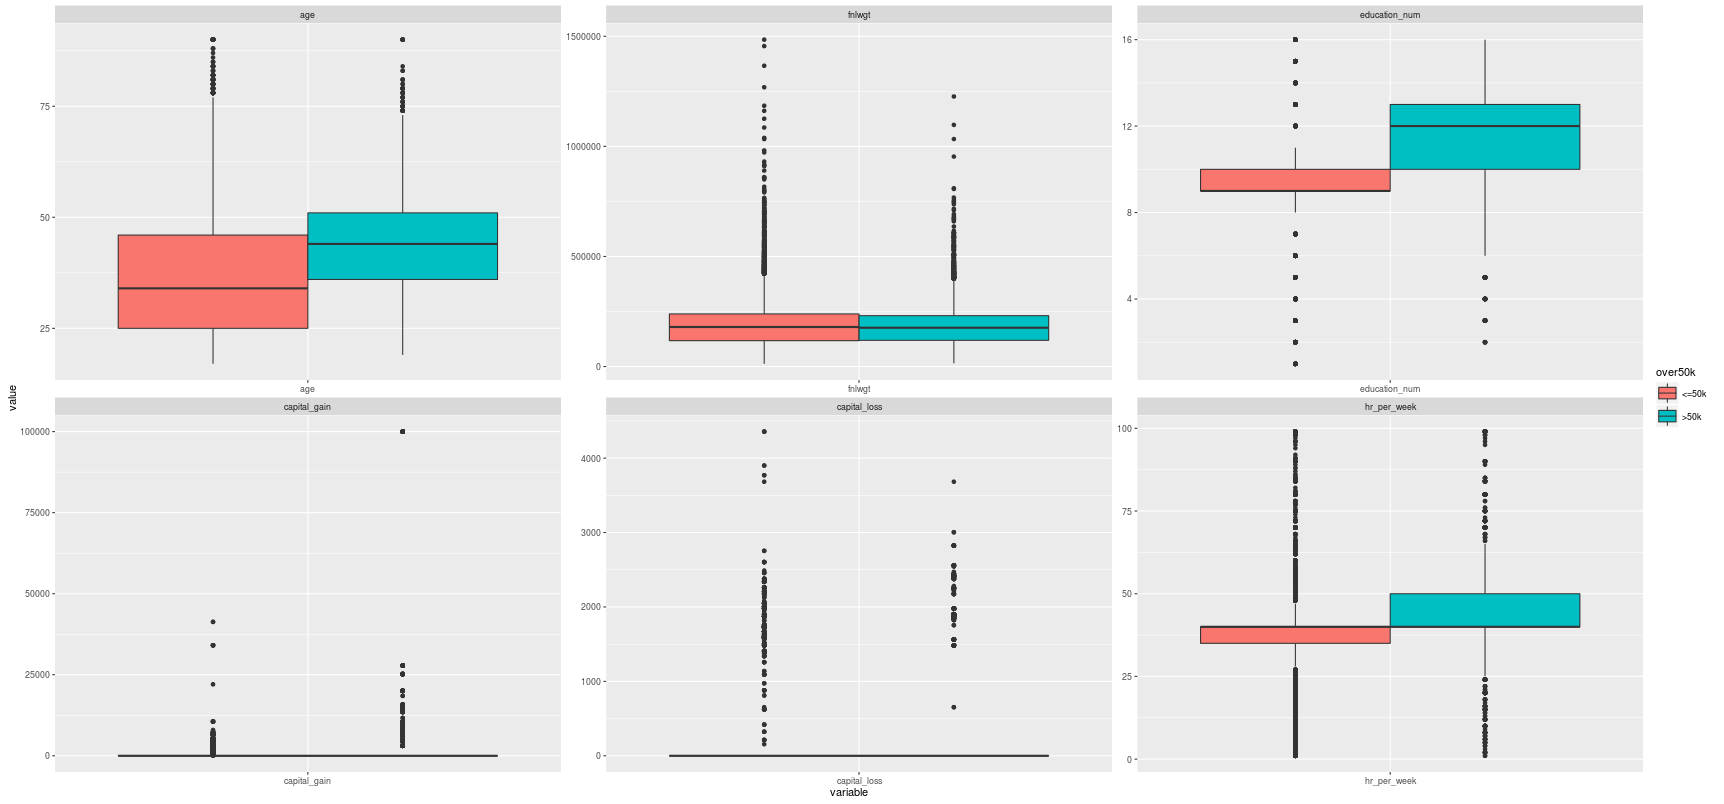 age
fnlwgt
education_num
75
50
25
1500000
1000000
500000
0
16
12
8
4
age
fnlwgt
education_num
value
capital_gain
capital_loss
hr_per_week
100000
75000
50000
25000
0
4000
3000
2000
1000
0
100
75
50
25
0
capital_gain
capital_loss
hr_per_week
variable
over50k
<=50k
>50k